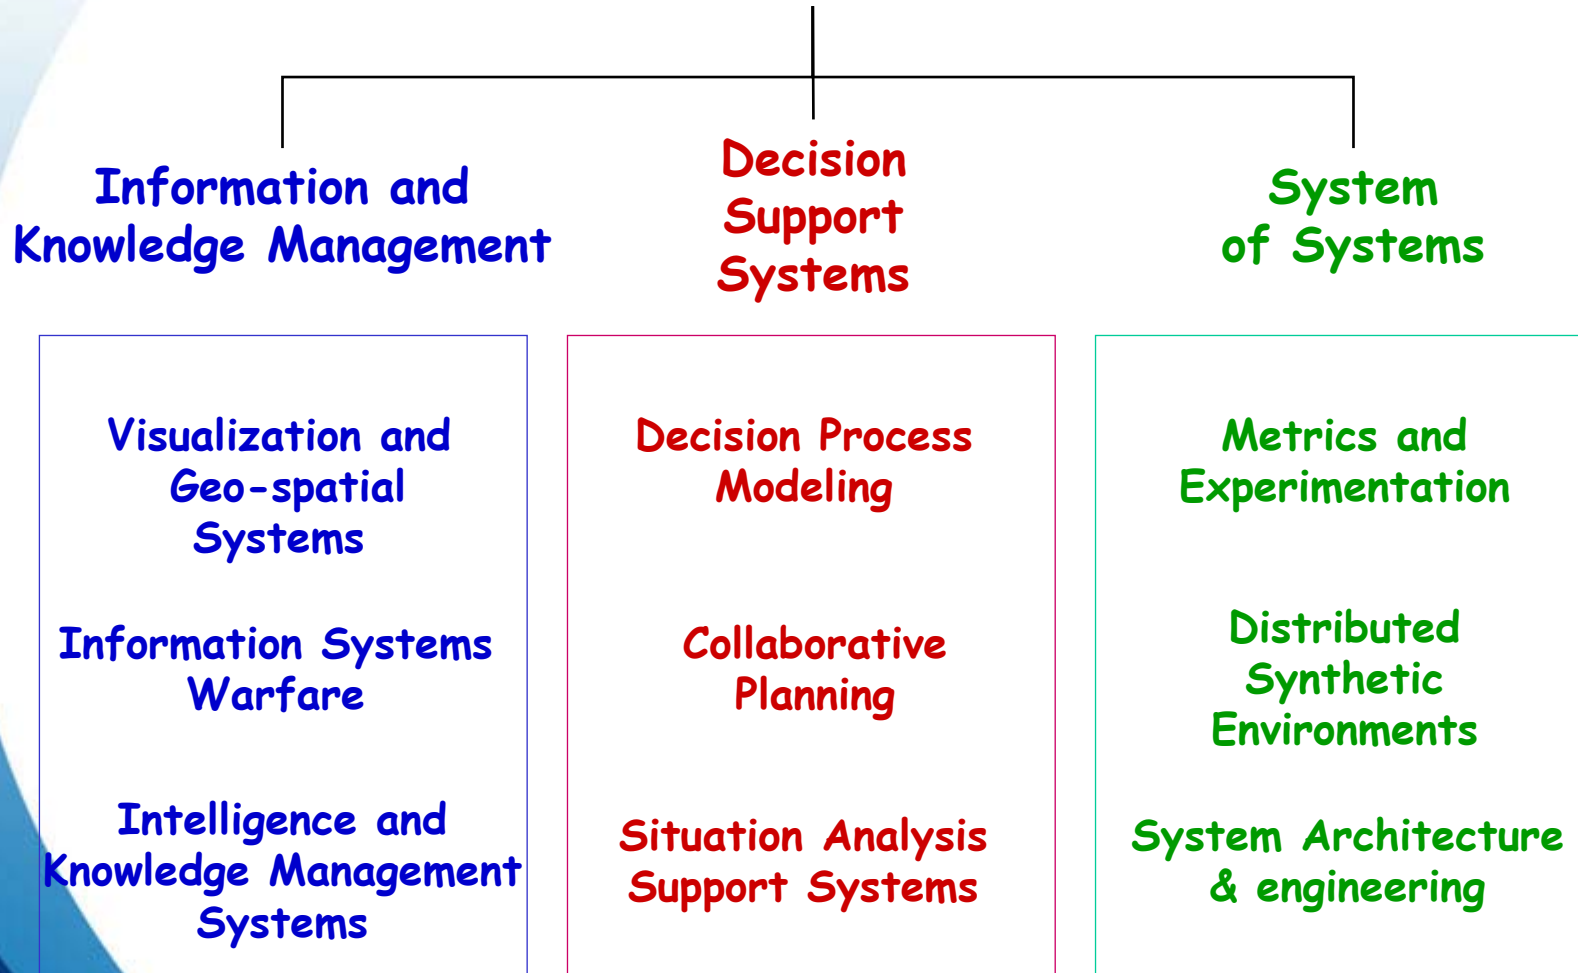 Information and
Knowledge Management
Decision
Support
Systems
System
of Systems
Visualization and
Geo-spatial
Systems
Information Systems
Warfare
Intelligence and
Knowledge Management
Systems
Decision Process
Modeling
Collaborative
Planning
Situation Analysis
Support Systems
Metrics and
Experimentation
Distributed
Synthetic
Environments
System Architecture
& engineering